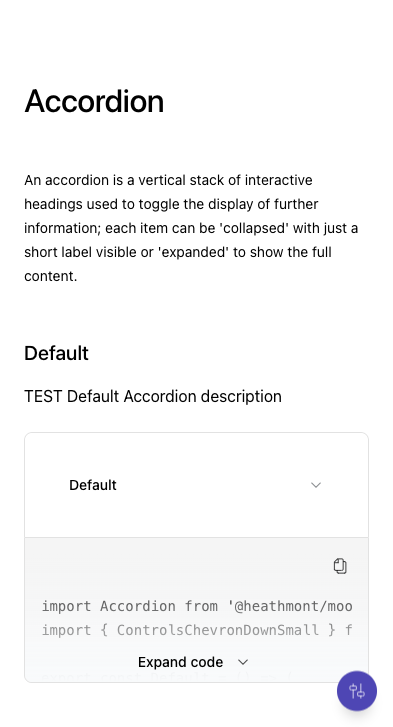 Accordion
An accordion is a vertical stack of interactive
headings used to toggle the display of further
information; each item can be 'collapsed' with just a
short label visible or 'expanded' to show the full
content.
Default
TEST Default Accordion description
Default
import Accordion from '@heathmont/moo
import { ControlsChevronDownSmall } f
Expand code